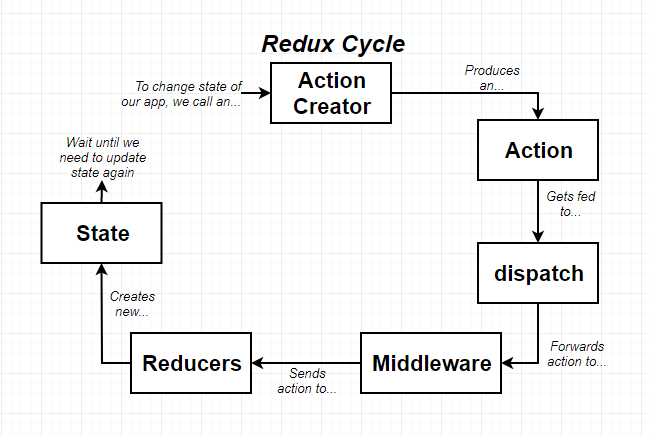 Redux Cycle
To change state of
our app, we call an...
Action
Creator
Produces
an...
Action
Gets fed
to...
dispatch
Forwards
action to...
Middleware
Sends
action to...
Reducers
Creates
new...
State
Wait until we
need to update
state again